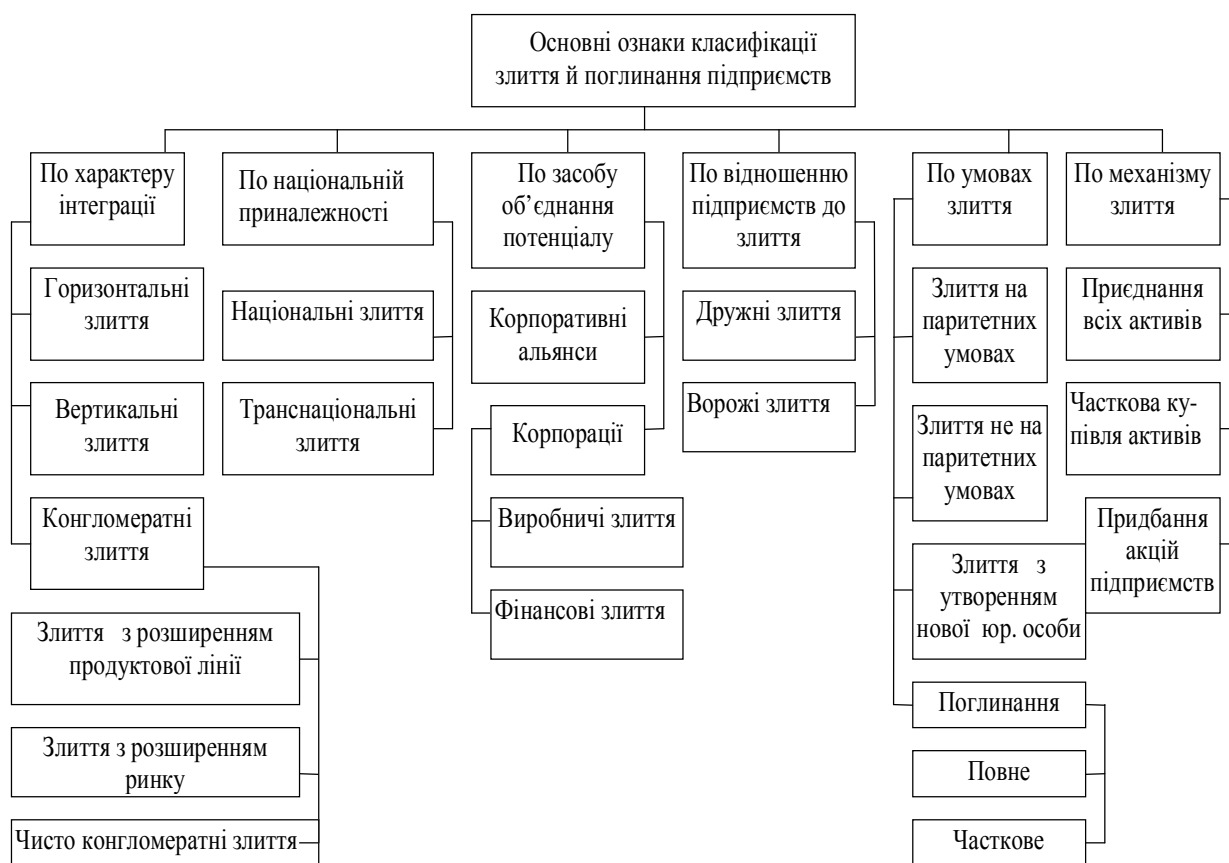 Основні ознаки класифікації
злиття й поглинання підприємств
По характеру
інтеграції
Горизонтальні
злиття
Вертикальні
злиття
Конгломератні
злиття
Злиття з розширенням
продуктової лінії
Злиття з розширенням
ринку
Чисто конгломератні злиття
По національній
приналежності
Національні злиття
Транснаціональні
злиття
По засобу
об’єднання
потенціалу
Корпоративні
альянси
Корпорації
Виробничі злиття
Фінансові злиття
По відношенню
підприємств до
злиття
Дружні злиття
Ворожі злиття
По умовах
злиття
Злиття на
паритетних
умовах
Злиття не на
паритетних
умовах
Злиття з
утворенням
нової юр. особи
Поглинання
Повне
Часткове
По механізму
злиття
Приєднання
всіх активів
Часткова ку-
півля активів
Придбання
акцій
підприємств